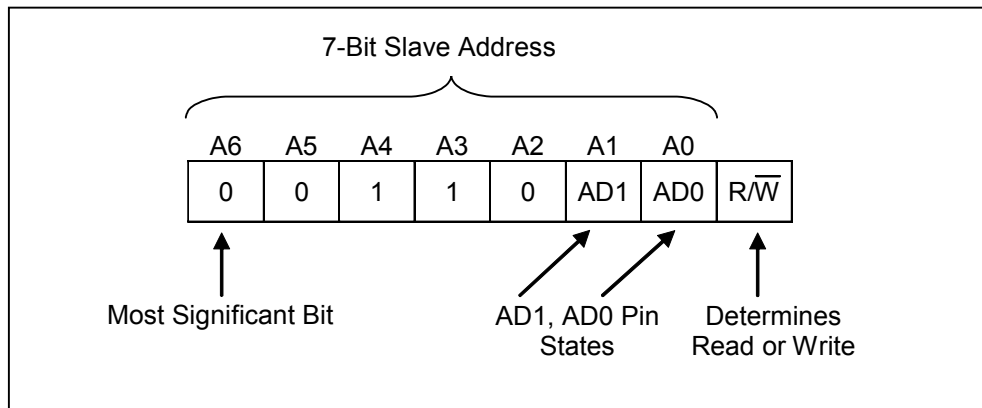 7-Bit Slave Address
A6 A5 A4 A3 A2 A1 A0
0 0 1 1 0 AD1 AD0 R/W̅
Most Significant Bit
AD1, AD0 Pin
States
Determines
Read or Write